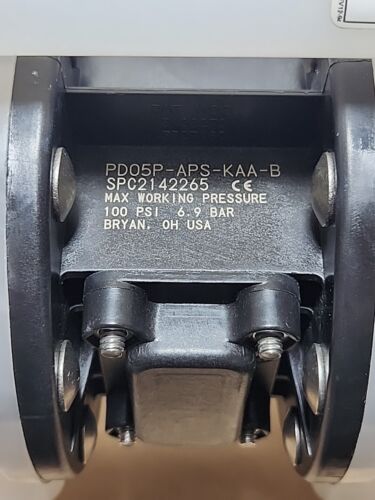 PD05P-APS-KAA-B
SPC2142265 CE
MAX WORKING PRESSURE
100 PSI 6.9 BAR
BRYAN, OH USA